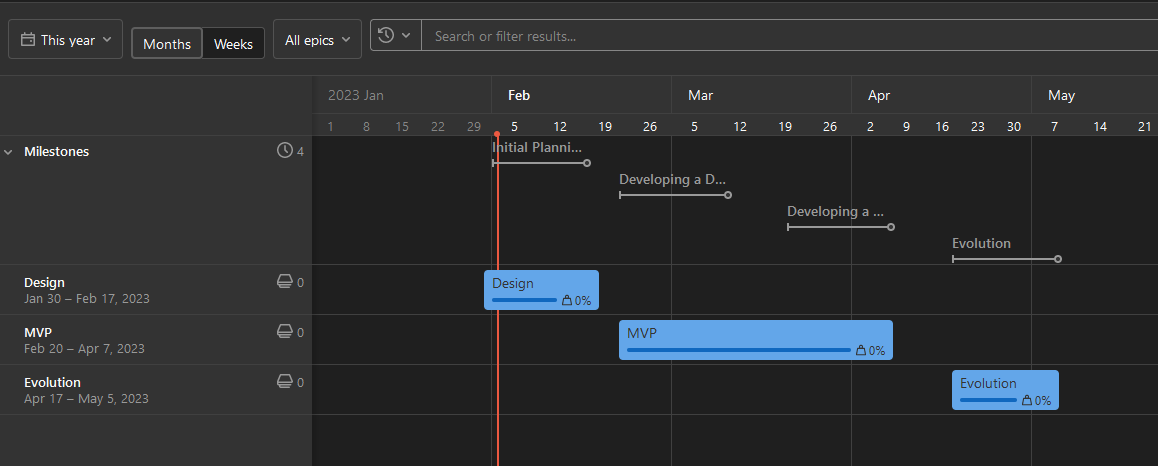 This year Months Weeks All epics Search or filter results...
2023 Jan Feb Mar Apr May
1 8 15 22 29 5 12 19 26 5 12 19 26 2 9 16 23 30 7 14 21
Milestones 4
Initial Planni...
Developing a D...
Developing a ...
Evolution
Design 0
Jan 30 – Feb 17, 2023
Design
0%
MVP 0
Feb 20 – Apr 7, 2023
MVP
0%
Evolution 0
Apr 17 – May 5, 2023
Evolution
0%